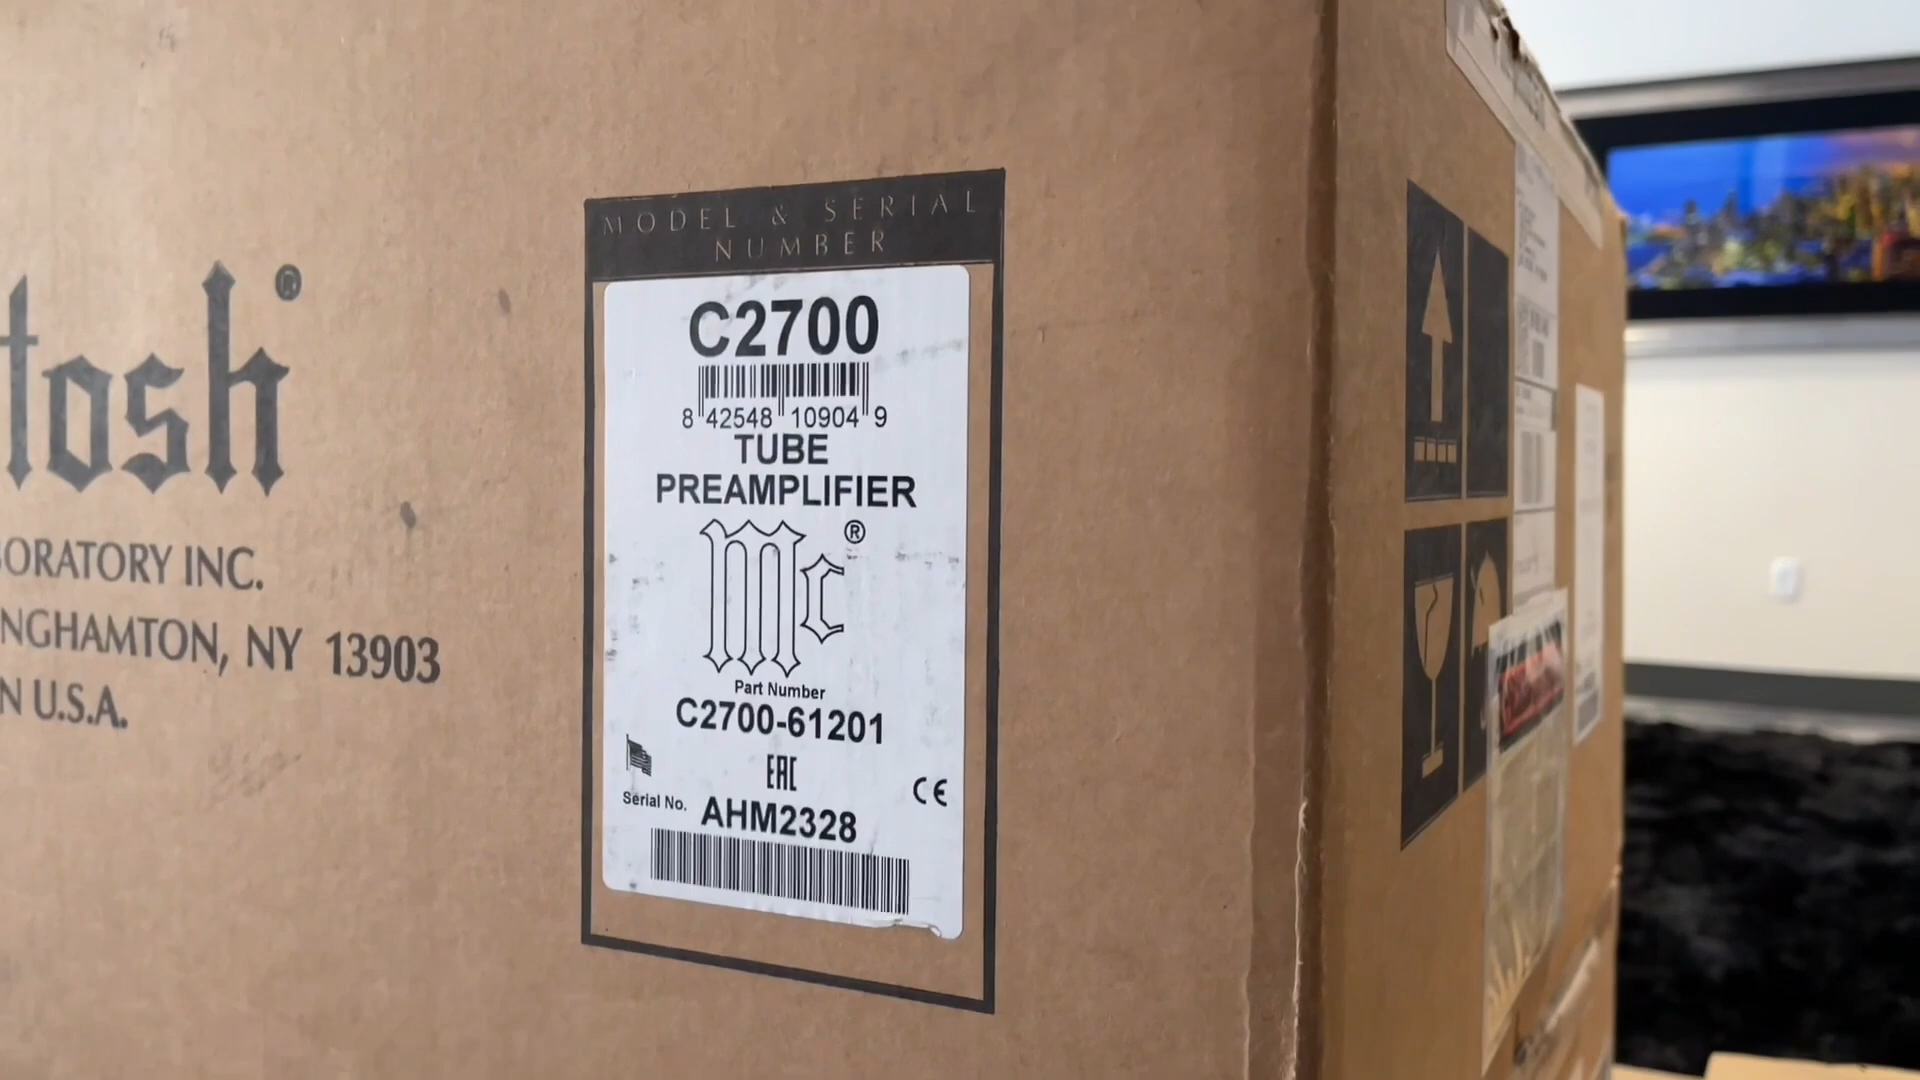 tosh®
ORATORY INC.
NGHAMTON, NY 13903
N U.S.A.
MODEL & SERIAL
NUMBER
C2700
8 42548 10904 9
TUBE
PREAMPLIFIER
Mc®
Part Number
C2700-61201
EAC
CE
Serial No. AHM2328